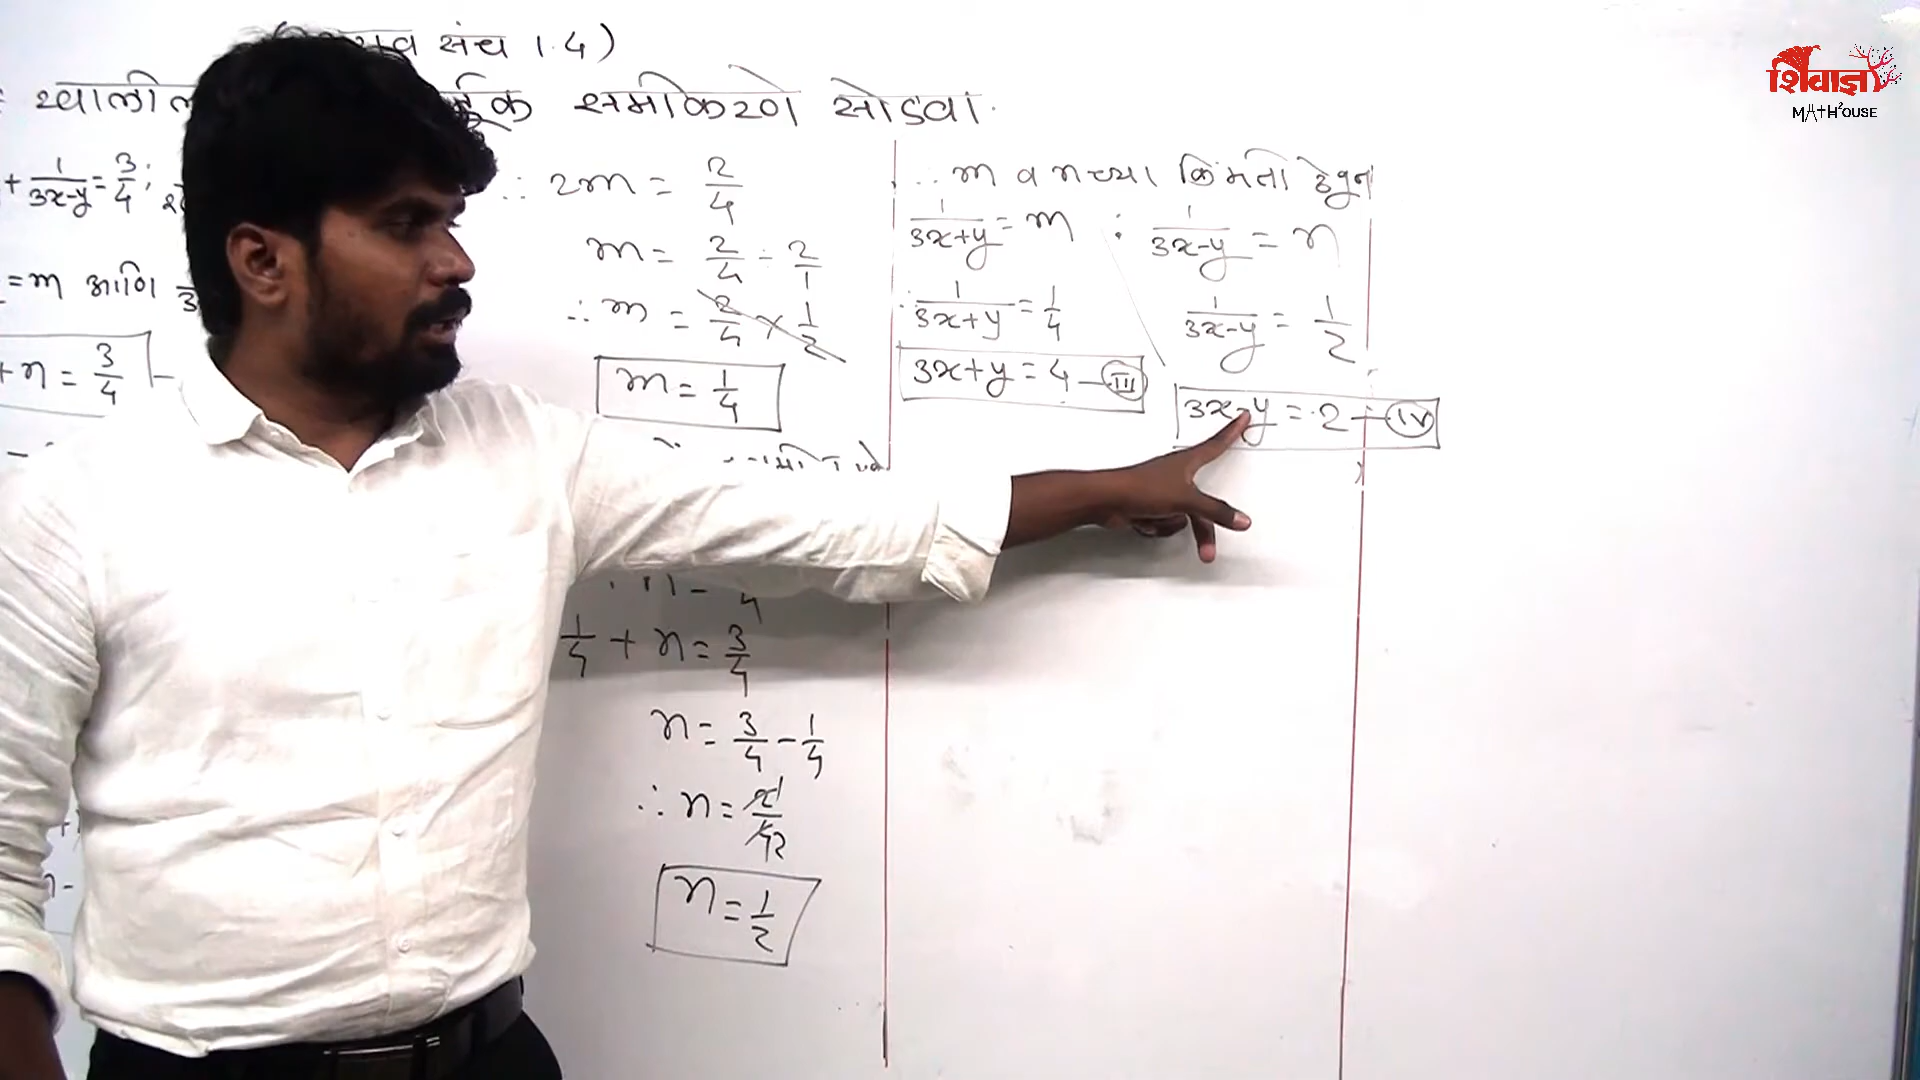 संच 1.4)
समीकरणे सोडवा.
+ 1/(3x-y) = 3/4;
= m आणि
+ n = 3/4
∴ 2m = 2/4
m = 2/4 ÷ 2/1
∴ m = 2/4 × 1/2
m = 1/4
1/4 + n = 3/4
n = 3/4 - 1/4
∴ n = 2/4
n = 1/2
∴ m व n च्या किंमती ठेवून
1/(3x+y) = m
∴ 1/(3x+y) = 1/4
3x+y = 4 — III
∴ 1/(3x-y) = n
1/(3x-y) = 1/2
3x-y = 2 — IV
शिवाज्ञ
MATH²OUSE